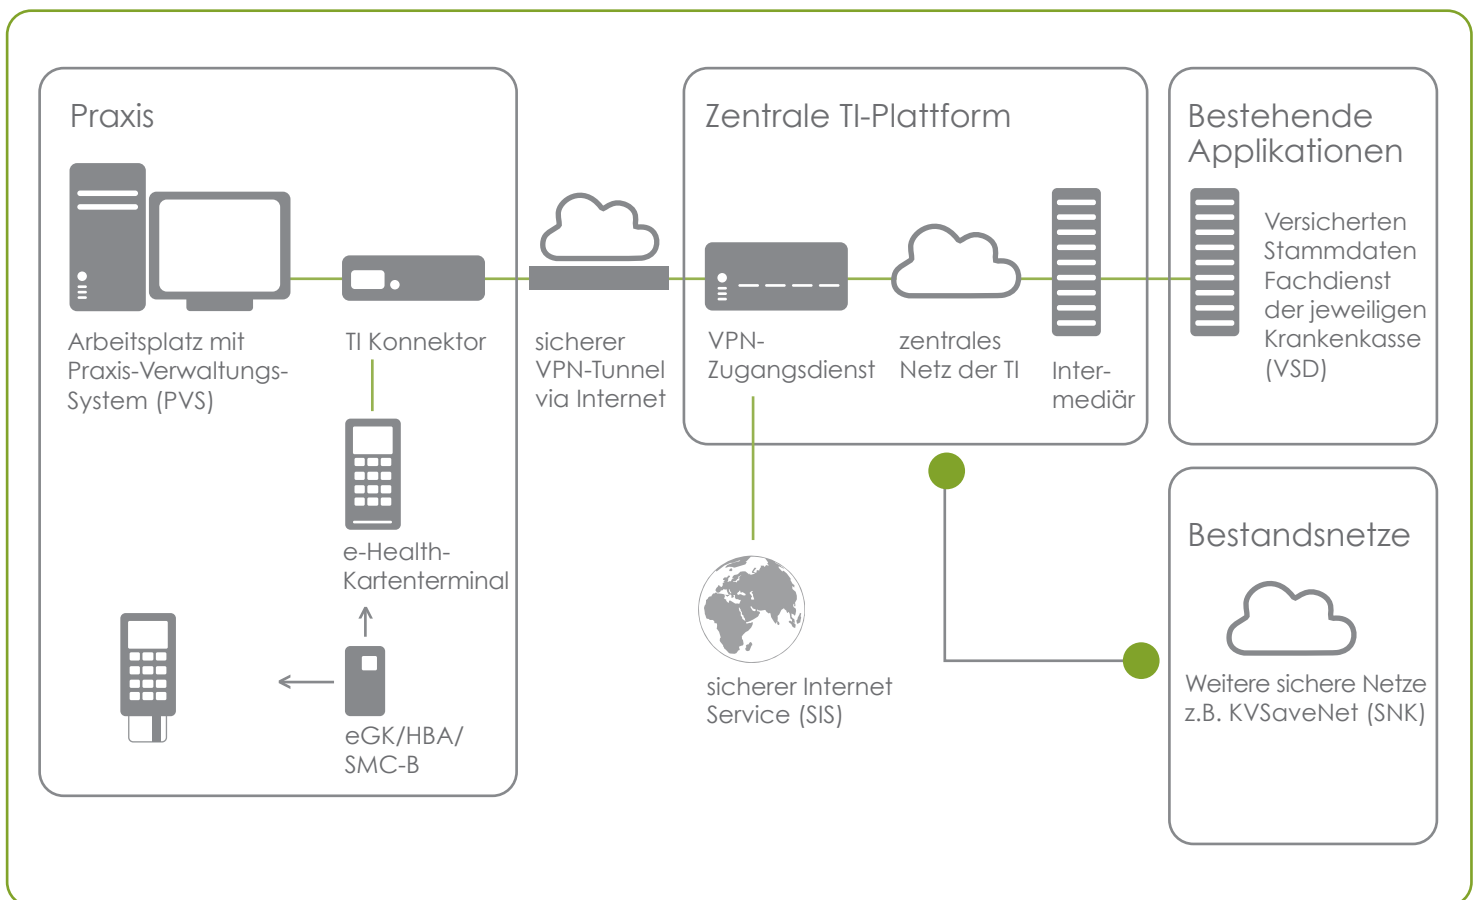 Praxis
Arbeitsplatz mit
Praxis-Verwaltungs-
System (PVS)
TI Konnektor
e-Health-
Kartenterminal
eGK/HBA/
SMC-B
sicherer
VPN-Tunnel
via Internet
Zentrale TI-Plattform
VPN-
Zugangsdienst
zentrales
Netz der TI
Inter-
mediär
sicherer Internet
Service (SIS)
Bestehende
Applikationen
Versicherten
Stammdaten
Fachdienst
der jeweiligen
Krankenkasse
(VSD)
Bestandsnetze
Weitere sichere Netze
z.B. KVSaveNet (SNK)